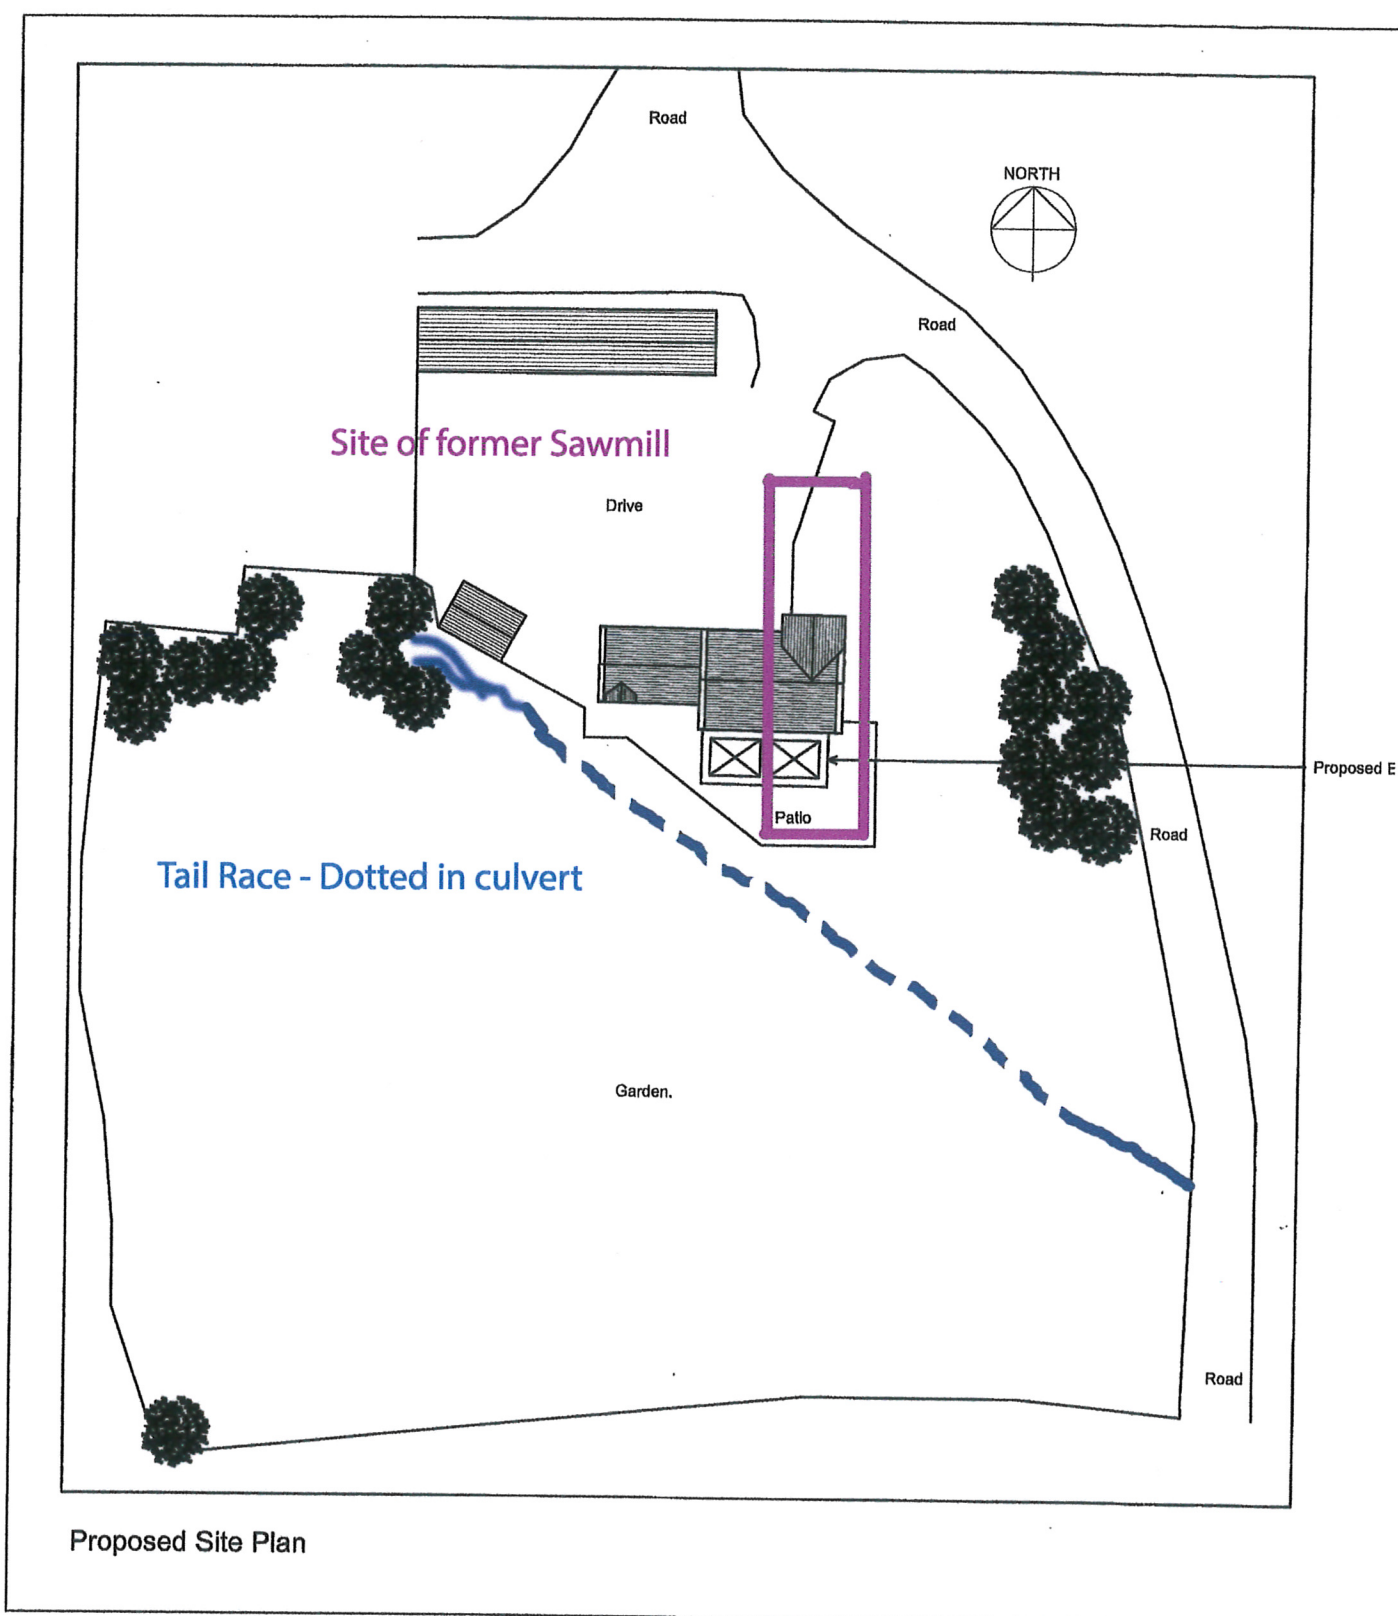 Road
NORTH
Road
Site of former Sawmill
Drive
Proposed E
Patio
Road
Tail Race - Dotted in culvert
Garden.
Road
Proposed Site Plan